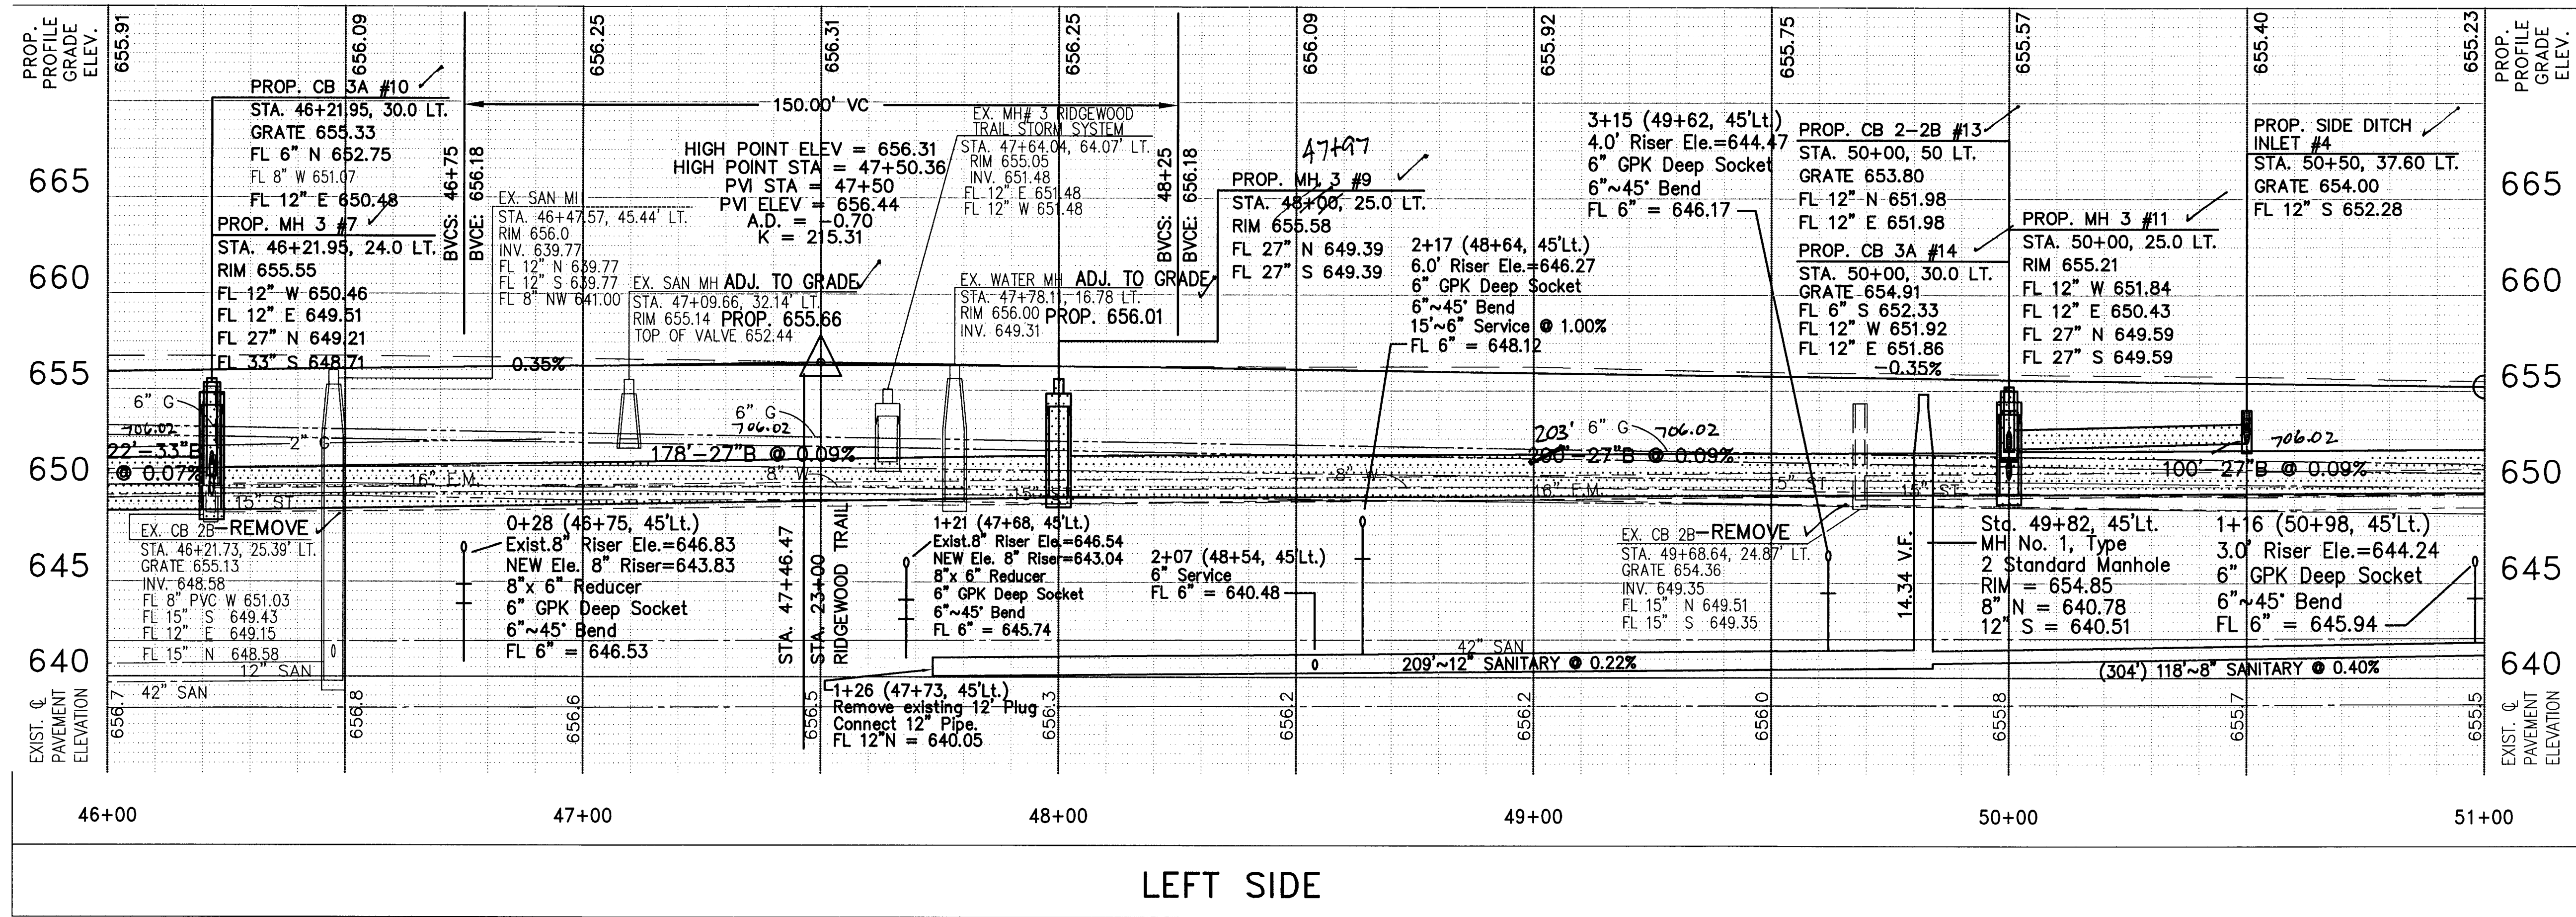 PROP. PROFILE GRADE ELEV.
655.91
656.09
656.25
656.31
656.25
656.09
655.92
655.75
655.57
655.40
655.23
PROP. PROFILE GRADE ELEV.
PROP. CB 3A #10
STA. 46+21.95, 30.0 LT.
GRATE 655.33
FL 6" N 652.75
FL 8" W 651.07
FL 12" E 650.48
PROP. MH 3 #7
STA. 46+21.95, 24.0 LT.
RIM 655.55
FL 12" W 650.46
FL 12" E 649.51
FL 27" N 649.21
FL 33" S 648.71
BVCS: 46+75
BVCE: 656.18
150.00' VC
EX. SAN MH
STA. 46+47.57, 45.44' LT.
RIM 656.0
INV. 639.77
FL 12" N 639.77
FL 12" S 639.77
FL 8" NW 641.00
HIGH POINT ELEV = 656.31
HIGH POINT STA = 47+50.36
PVI STA = 47+50
PVI ELEV = 656.44
A.D. = -0.70
K = 215.31
EX. SAN MH ADJ. TO GRADE
STA. 47+09.66, 32.14' LT.
RIM 655.14 PROP. 655.66
TOP OF VALVE 652.44
EX. MH# 3 RIDGEWOOD
TRAIL STORM SYSTEM
STA. 47+64.04, 64.07' LT.
RIM 655.05
INV. 651.48
FL 12" E 651.48
FL 12" W 651.48
EX. WATER MH ADJ. TO GRADE
STA. 47+78.11, 16.78 LT.
RIM 656.00 PROP. 656.01
INV. 649.31
BVCS: 48+25
BVCE: 656.18
47+97
PROP. MH 3 #9
STA. 48+00, 25.0 LT.
RIM 655.58
FL 27" N 649.39
FL 27" S 649.39
2+17 (48+64, 45'Lt.)
6.0' Riser Ele.=646.27
6" GPK Deep Socket
6"~45° Bend
15'~6" Service @ 1.00%
FL 6" = 648.12
3+15 (49+62, 45'Lt.)
4.0' Riser Ele.=644.47
6" GPK Deep Socket
6"~45° Bend
FL 6" = 646.17
PROP. CB 2-2B #13
STA. 50+00, 50 LT.
GRATE 653.80
FL 12" N 651.98
FL 12" E 651.98
PROP. CB 3A #14
STA. 50+00, 30.0 LT.
GRATE 654.91
FL 6" S 652.33
FL 12" W 651.92
FL 12" E 651.86
-0.35%
PROP. MH 3 #11
STA. 50+00, 25.0 LT.
RIM 655.21
FL 12" W 651.84
FL 12" E 650.43
FL 27" N 649.59
FL 27" S 649.59
PROP. SIDE DITCH
INLET #4
STA. 50+50, 37.60 LT.
GRATE 654.00
FL 12" S 652.28
665
660
655
650
645
640
665
660
655
650
645
640
0.35%
6" G
706.02
22'-33"B
@ 0.07%
2" G
16" F.M.
15" ST
6" G
706.02
178'-27"B @ 0.09%
8" W
15" ST
203' 6" G
706.02
200'-27"B @ 0.09%
8" W
16" F.M.
15" ST
15" ST
706.02
100'-27"B @ 0.09%
EX. CB 2B-REMOVE
STA. 46+21.73, 25.39' LT.
GRATE 655.13
INV. 648.58
FL 8" PVC W 651.03
FL 15" S 649.43
FL 12" E 649.15
FL 15" N 648.58
12" SAN
42" SAN
0+28 (46+75, 45'Lt.)
Exist.8" Riser Ele.=646.83
NEW Ele. 8" Riser=643.83
8"x 6" Reducer
6" GPK Deep Socket
6"~45° Bend
FL 6" = 646.53
STA. 47+46.47
STA. 23+00
RIDGEWOOD TRAIL
1+21 (47+68, 45'Lt.)
Exist.8" Riser Ele.=646.54
NEW Ele. 8" Riser=643.04
8"x 6" Reducer
6" GPK Deep Socket
6"~45° Bend
FL 6" = 645.74
2+07 (48+54, 45'Lt.)
6" Service
FL 6" = 640.48
1+26 (47+73, 45'Lt.)
Remove existing 12' Plug
Connect 12" Pipe.
FL 12"N = 640.05
42" SAN
209'~12" SANITARY @ 0.22%
EX. CB 2B-REMOVE
STA. 49+68.64, 24.87' LT.
GRATE 654.36
INV. 649.35
FL 15" N 649.51
FL 15" S 649.35
14.34 V.F.
Sta. 49+82, 45'Lt.
MH No. 1, Type
2 Standard Manhole
RIM = 654.85
8" N = 640.78
12" S = 640.51
1+16 (50+98, 45'Lt.)
3.0' Riser Ele.=644.24
6" GPK Deep Socket
6"~45° Bend
FL 6" = 645.94
(304') 118'~8" SANITARY @ 0.40%
EXIST. ℄ PAVEMENT ELEVATION
656.7
656.8
656.6
656.5
656.3
656.2
656.2
656.0
655.8
655.7
655.5
EXIST. ℄ PAVEMENT ELEVATION
46+00
47+00
48+00
49+00
50+00
51+00
LEFT SIDE